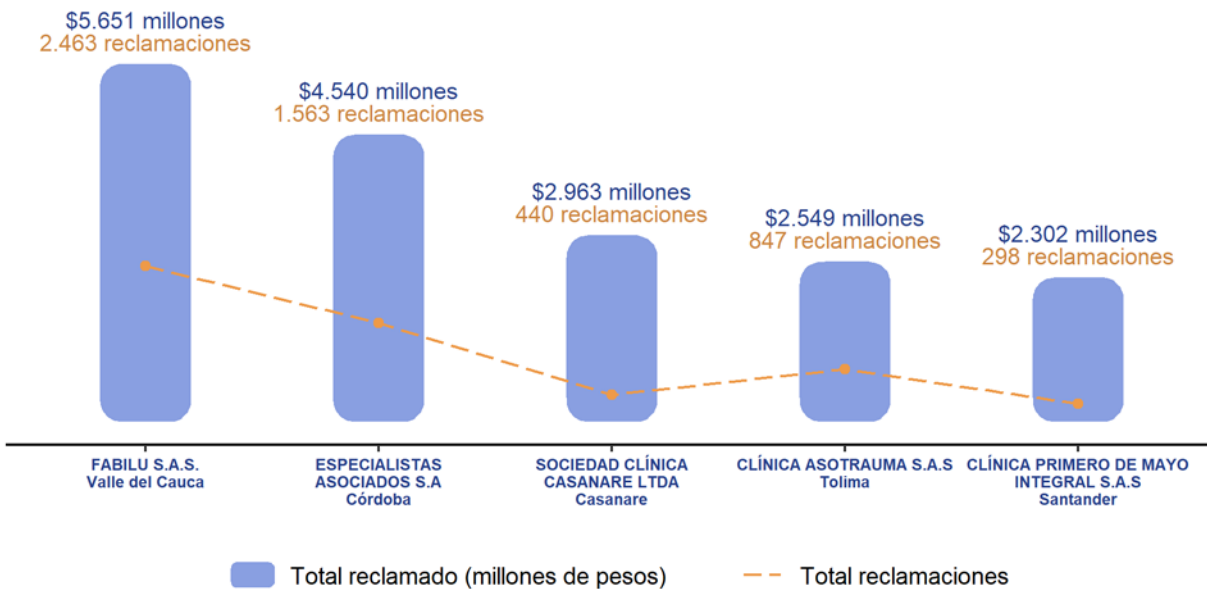 $5.651 millones
2.463 reclamaciones
$4.540 millones
1.563 reclamaciones
$2.963 millones
440 reclamaciones
$2.549 millones
847 reclamaciones
$2.302 millones
298 reclamaciones
FABILU S.A.S.
Valle del Cauca
ESPECIALISTAS
ASOCIADOS S.A
Córdoba
SOCIEDAD CLÍNICA
CASANARE LTDA
Casanare
CLÍNICA ASOTRAUMA S.A.S
Tolima
CLÍNICA PRIMERO DE MAYO
INTEGRAL S.A.S
Santander
Total reclamado (millones de pesos)
Total reclamaciones